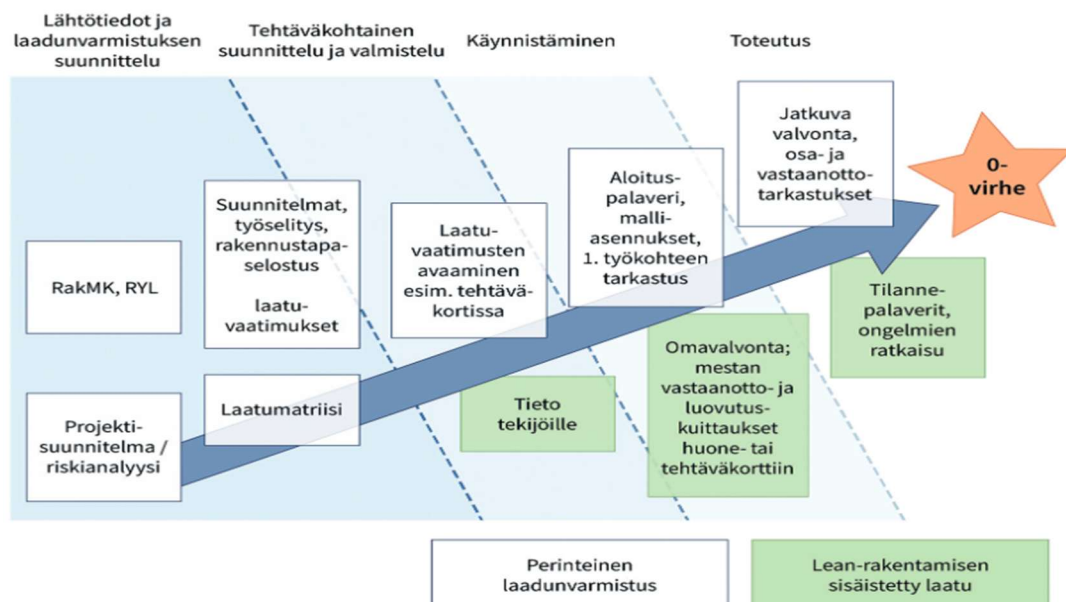 Lähtötiedot ja
laadunvarmistuksen
suunnittelu
Tehtäväkohtainen
suunnittelu ja valmistelu
Käynnistäminen
Toteutus
RakMK, RYL
Projekti-
suunnitelma /
riskianalyysi
Suunnitelmat,
työselitys,
rakennustapa-
selostus
laatu-
vaatimukset
Laatumatriisi
Laatu-
vaatimusten
avaaminen
esim. tehtävä-
kortissa
Tieto
tekijöille
Aloitus-
palaveri,
malli-
asennukset,
1. työkohteen
tarkastus
Omavalvonta;
mestan
vastaanotto- ja
luovutus-
kuittaukset
huone- tai
tehtäväkorttiin
Jatkuva
valvonta,
osa- ja
vastaanotto-
tarkastukset
Tilanne-
palaverit,
ongelmien
ratkaisu
0-
virhe
Perinteinen
laadunvarmistus
Lean-rakentamisen
sisäistetty laatu